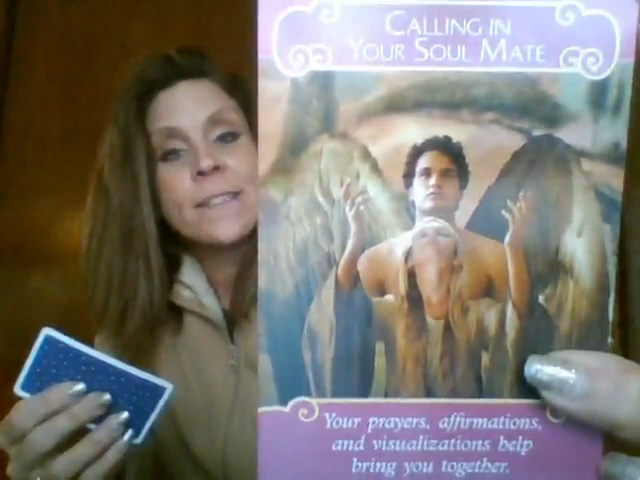 CALLING IN
YOUR SOUL MATE
Your prayers, affirmations,
and visualizations help
bring you together.